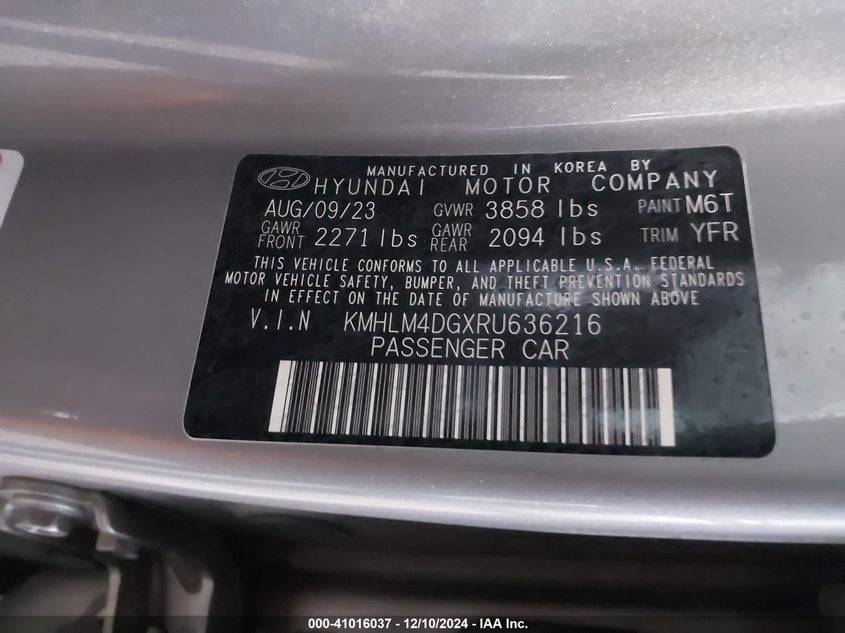 MANUFACTURED IN KOREA BY
HYUNDAI MOTOR COMPANY
AUG/09/23 GVWR 3858 lbs PAINT M6T
GAWR FRONT 2271 lbs GAWR REAR 2094 lbs TRIM YFR
THIS VEHICLE CONFORMS TO ALL APPLICABLE U.S.A. FEDERAL
MOTOR VEHICLE SAFETY, BUMPER, AND THEFT PREVENTION STANDARDS
IN EFFECT ON THE DATE OF MANUFACTURE SHOWN ABOVE
V.I.N KMHLM4DGXRU636216
PASSENGER CAR
000-41016037 - 12/10/2024 - IAA Inc.